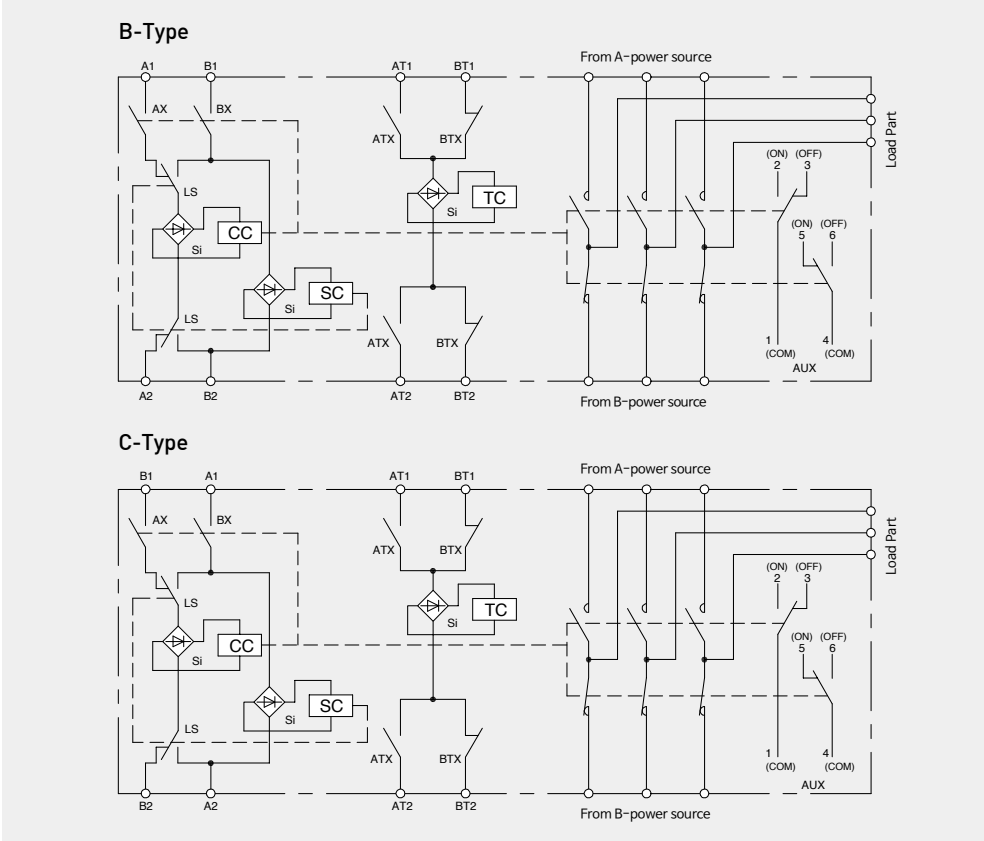 B-Type
From A-power source
A1 B1 AT1 BT1
AX BX
ATX BTX
Load Part
(ON) (OFF)
2 3
LS
TC
Si
(ON) (OFF)
5 6
CC
Si
SC
Si
LS
ATX BTX
1 4
(COM) (COM)
AUX
A2 B2 AT2 BT2
From B-power source
C-Type
From A-power source
B1 A1 AT1 BT1
AX BX
ATX BTX
Load Part
(ON) (OFF)
2 3
LS
TC
Si
(ON) (OFF)
5 6
CC
Si
SC
Si
LS
ATX BTX
1 4
(COM) (COM)
AUX
B2 A2 AT2 BT2
From B-power source